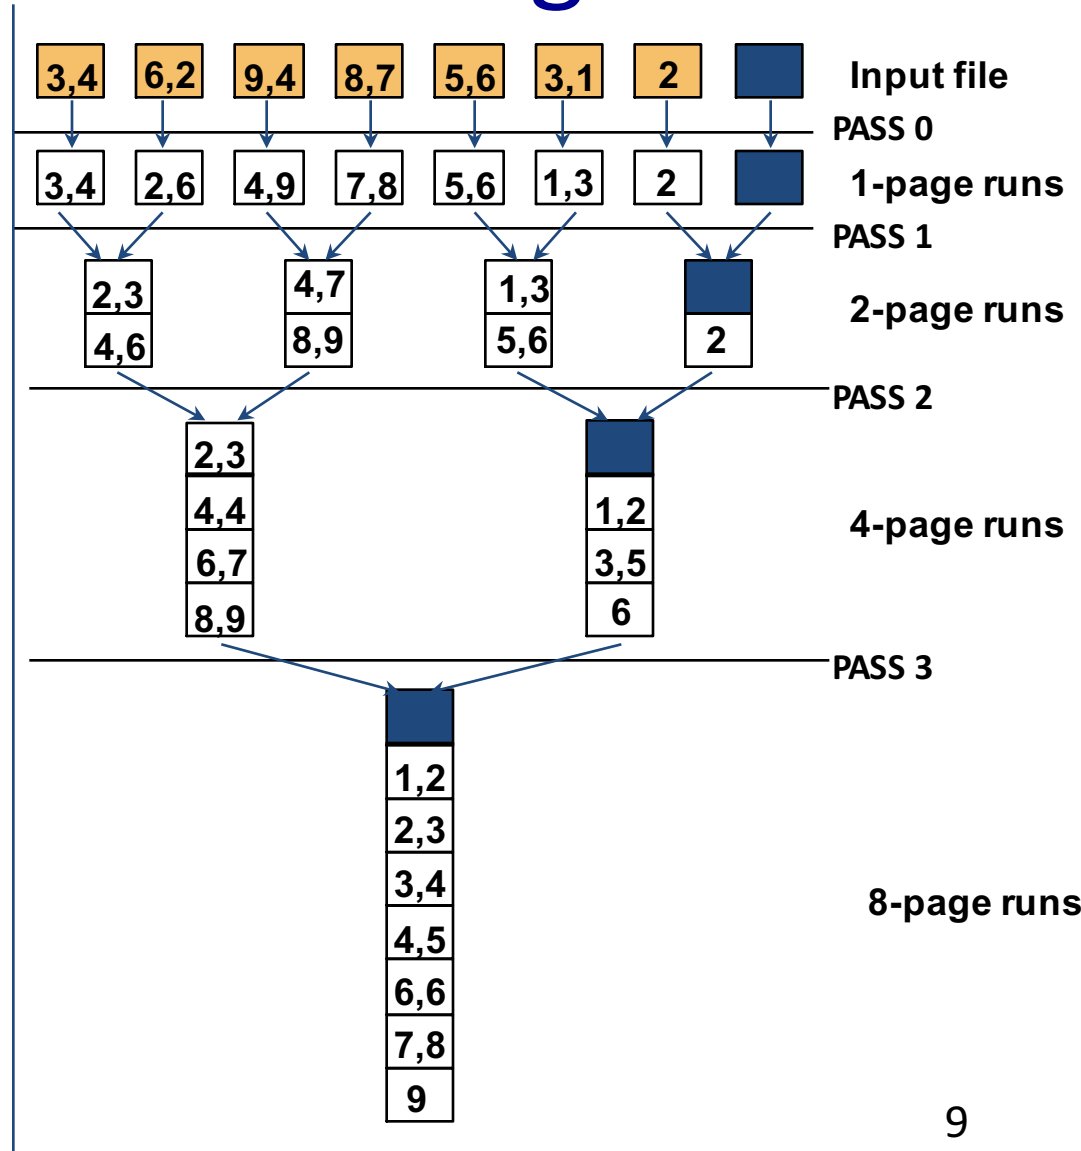 3,4 6,2 9,4 8,7 5,6 3,1 2 Input file
PASS 0
3,4 2,6 4,9 7,8 5,6 1,3 2 1-page runs
PASS 1
2,3 4,7 1,3
2-page runs
4,6 8,9 5,6 2
PASS 2
2,3
4,4 1,2
4-page runs
6,7 3,5
8,9 6
PASS 3
1,2
2,3
3,4
8-page runs
4,5
6,6
7,8
9
9